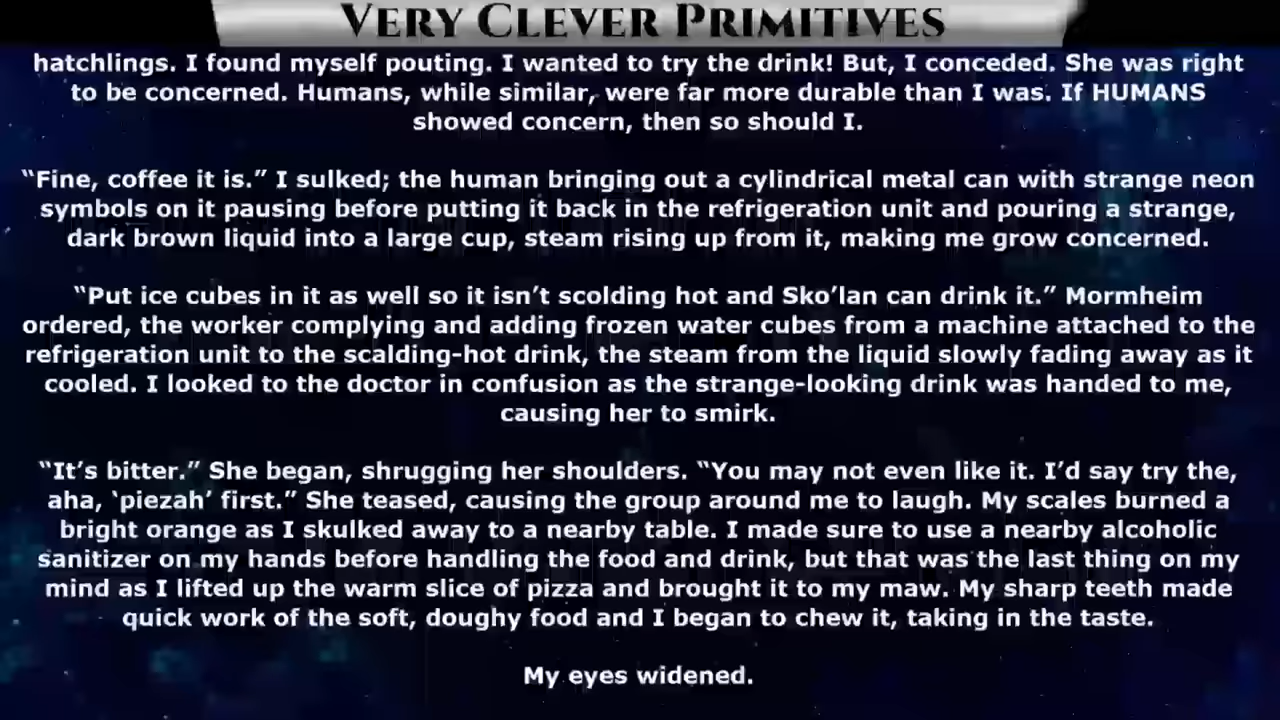 VERY CLEVER PRIMITIVES
hatchlings. I found myself pouting. I wanted to try the drink! But, I conceded. She was right
to be concerned. Humans, while similar, were far more durable than I was. If HUMANS
showed concern, then so should I.
“Fine, coffee it is.” I sulked; the human bringing out a cylindrical metal can with strange neon
symbols on it pausing before putting it back in the refrigeration unit and pouring a strange,
dark brown liquid into a large cup, steam rising up from it, making me grow concerned.
“Put ice cubes in it as well so it isn’t scolding hot and Sko’lan can drink it.” Mormheim
ordered, the worker complying and adding frozen water cubes from a machine attached to the
refrigeration unit to the scalding-hot drink, the steam from the liquid slowly fading away as it
cooled. I looked to the doctor in confusion as the strange-looking drink was handed to me,
causing her to smirk.
“It’s bitter.” She began, shrugging her shoulders. “You may not even like it. I’d say try the,
aha, ‘piezah’ first.” She teased, causing the group around me to laugh. My scales burned a
bright orange as I skulked away to a nearby table. I made sure to use a nearby alcoholic
sanitizer on my hands before handling the food and drink, but that was the last thing on my
mind as I lifted up the warm slice of pizza and brought it to my maw. My sharp teeth made
quick work of the soft, doughy food and I began to chew it, taking in the taste.
My eyes widened.